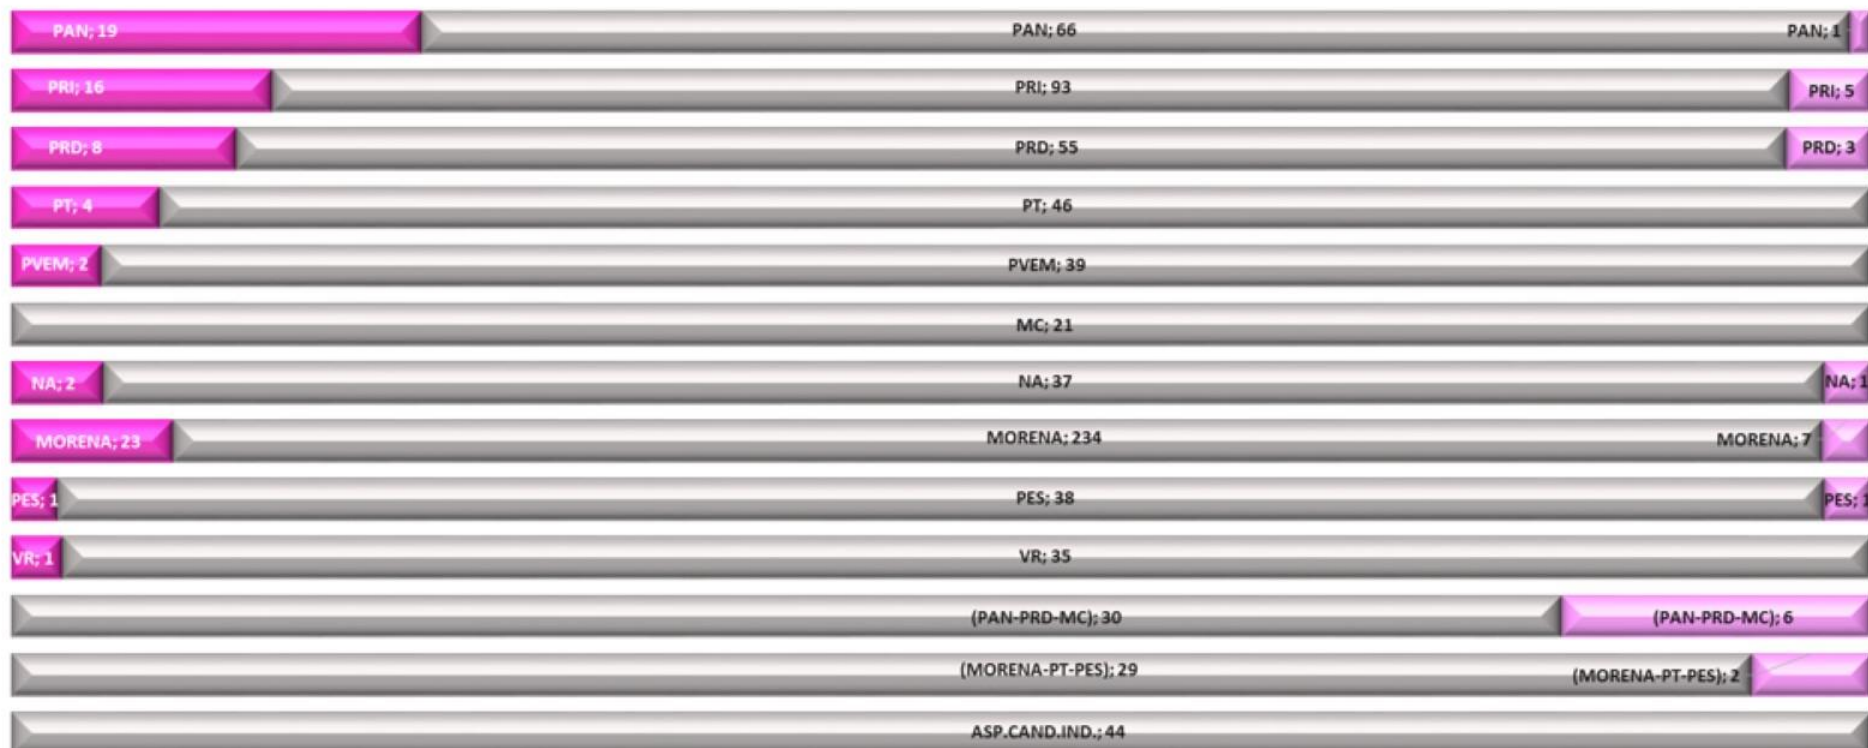 PAN; 19 PAN; 66 PAN; 1
PRI; 16 PRI; 93 PRI; 5
PRD; 8 PRD; 55 PRD; 3
PT; 4 PT; 46
PVEM; 2 PVEM; 39
MC; 21
NA; 2 NA; 37 NA; 1
MORENA; 23 MORENA; 234 MORENA; 7
PES; 1 PES; 38 PES; 1
VR; 1 VR; 35
(PAN-PRD-MC); 30 (PAN-PRD-MC); 6
(MORENA-PT-PES); 29 (MORENA-PT-PES); 2
ASP.CAND.IND.; 44